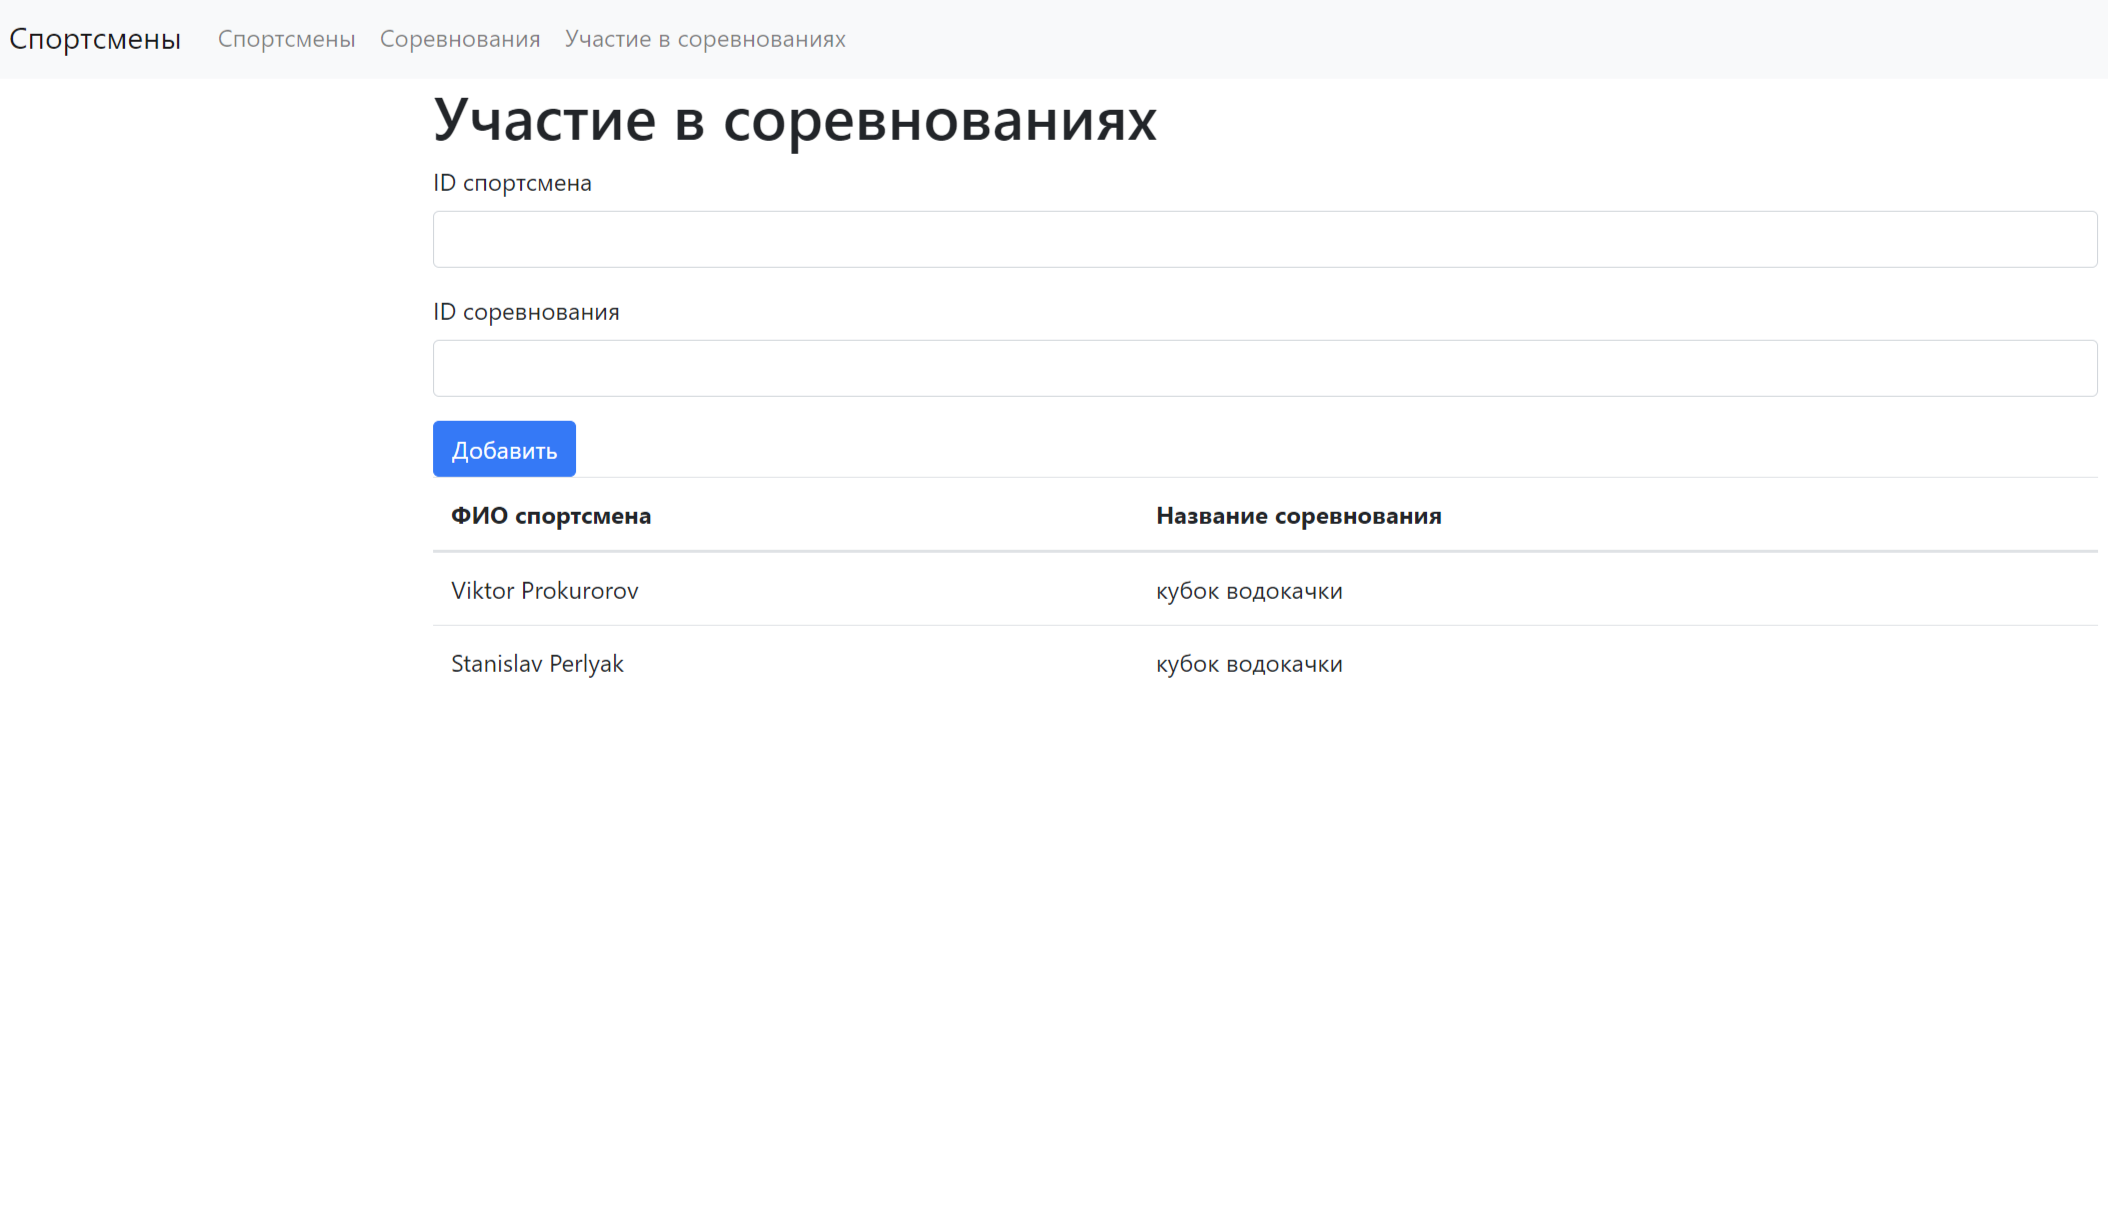 Спортсмены Спортсмены Соревнования Участие в соревнованиях
Участие в соревнованиях
ID спортсмена
ID соревнования
Добавить
ФИО спортсмена Название соревнования
Viktor Prokurorov кубок водокачки
Stanislav Perlyak кубок водокачки